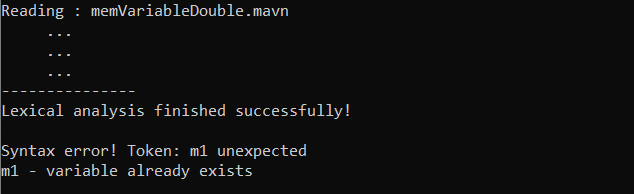 Reading : memVariableDouble.mavn
...
...
...
---------------
Lexical analysis finished successfully!
Syntax error! Token: m1 unexpected
m1 - variable already exists